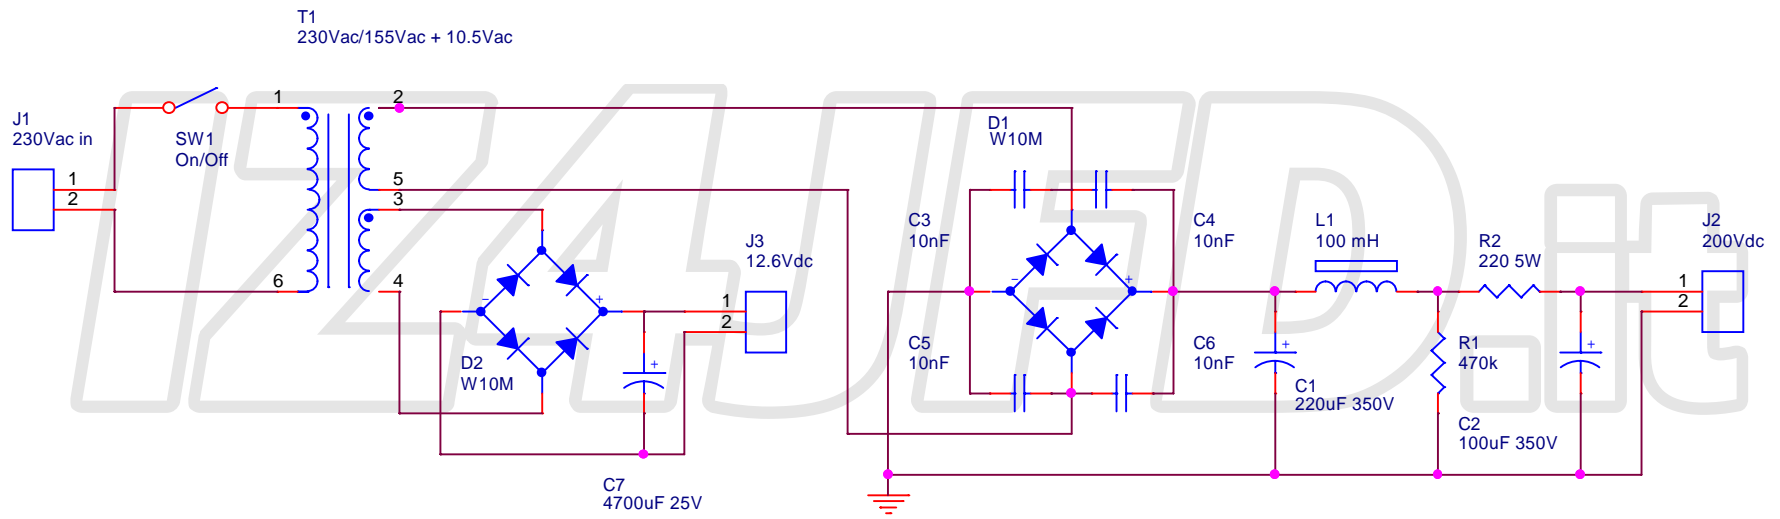 T1
230Vac/155Vac + 10.5Vac
J1
230Vac in
1
2
SW1
On/Off
1
6
2
5
3
4
D2
W10M
-
+
+
J3
12.6Vdc
1
2
C7
4700uF 25V
D1
W10M
C3
10nF
C4
10nF
-
+
C5
10nF
C6
10nF
L1
100 mH
+
C1
220uF 350V
R2
220 5W
R1
470k
+
C2
100uF 350V
J2
200Vdc
1
2
IZ4UFD.it